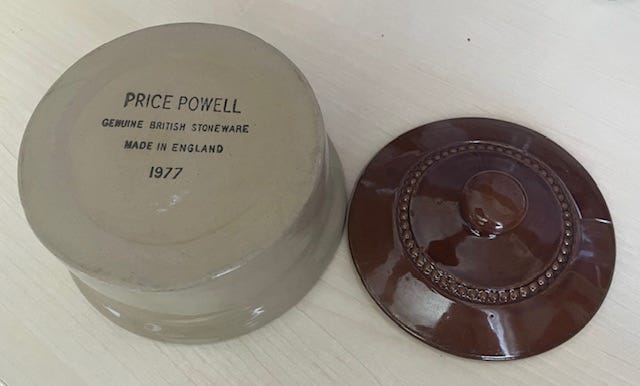 PRICE POWELL
GENUINE BRITISH STONEWARE
MADE IN ENGLAND
1977